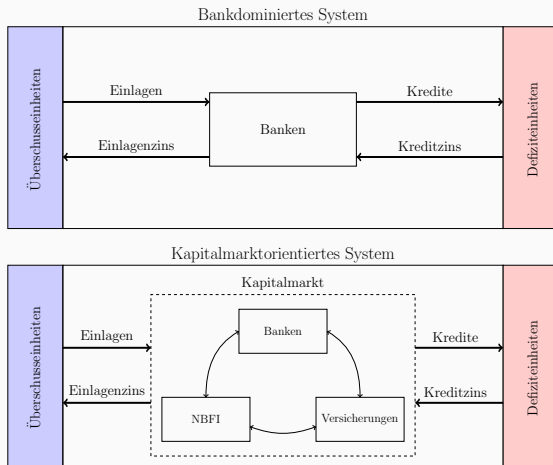 Bankdominiertes System
Überschusseinheiten
Einlagen
Einlagenzins
Banken
Kredite
Kreditzins
Defiziteinheiten
Kapitalmarktorientiertes System
Überschusseinheiten
Einlagen
Einlagenzins
Kapitalmarkt
Banken
NBFI
Versicherungen
Kredite
Kreditzins
Defiziteinheiten